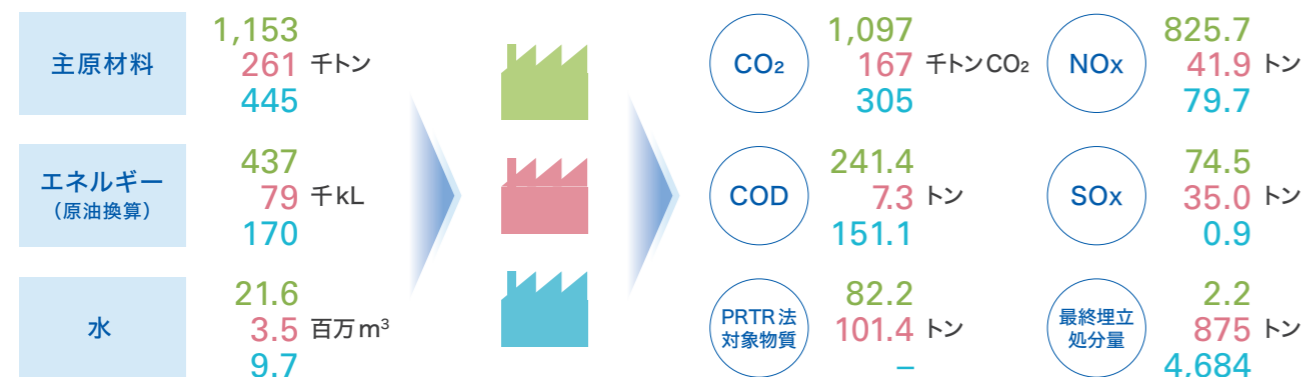 主原材料
1,153
261 千トン
445
エネルギー
（原油換算）
437
79 千kL
170
水
21.6
3.5 百万m³
9.7
CO₂
1,097
167 千トンCO₂
305
NOx
825.7
41.9 トン
79.7
COD
241.4
7.3 トン
151.1
SOx
74.5
35.0 トン
0.9
PRTR法
対象物質
82.2
101.4 トン
–
最終埋立
処分量
2.2
875 トン
4,684